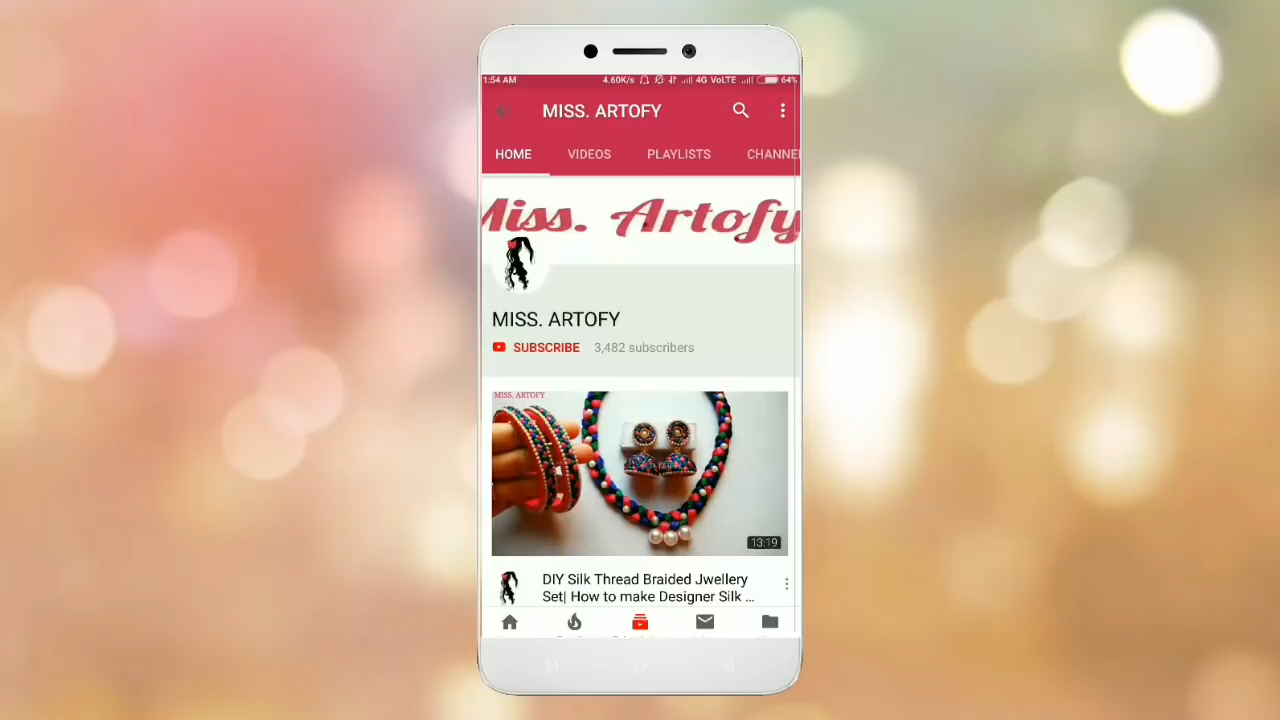 1:54 AM 4.60K/s 4G VoLTE 64%
MISS. ARTOFY
HOME VIDEOS PLAYLISTS CHANNE
Miss. Artofy
MISS. ARTOFY
SUBSCRIBE 3,482 subscribers
MISS. ARTOFY
13:19
DIY Silk Thread Braided Jwellery
Set| How to make Designer Silk ...